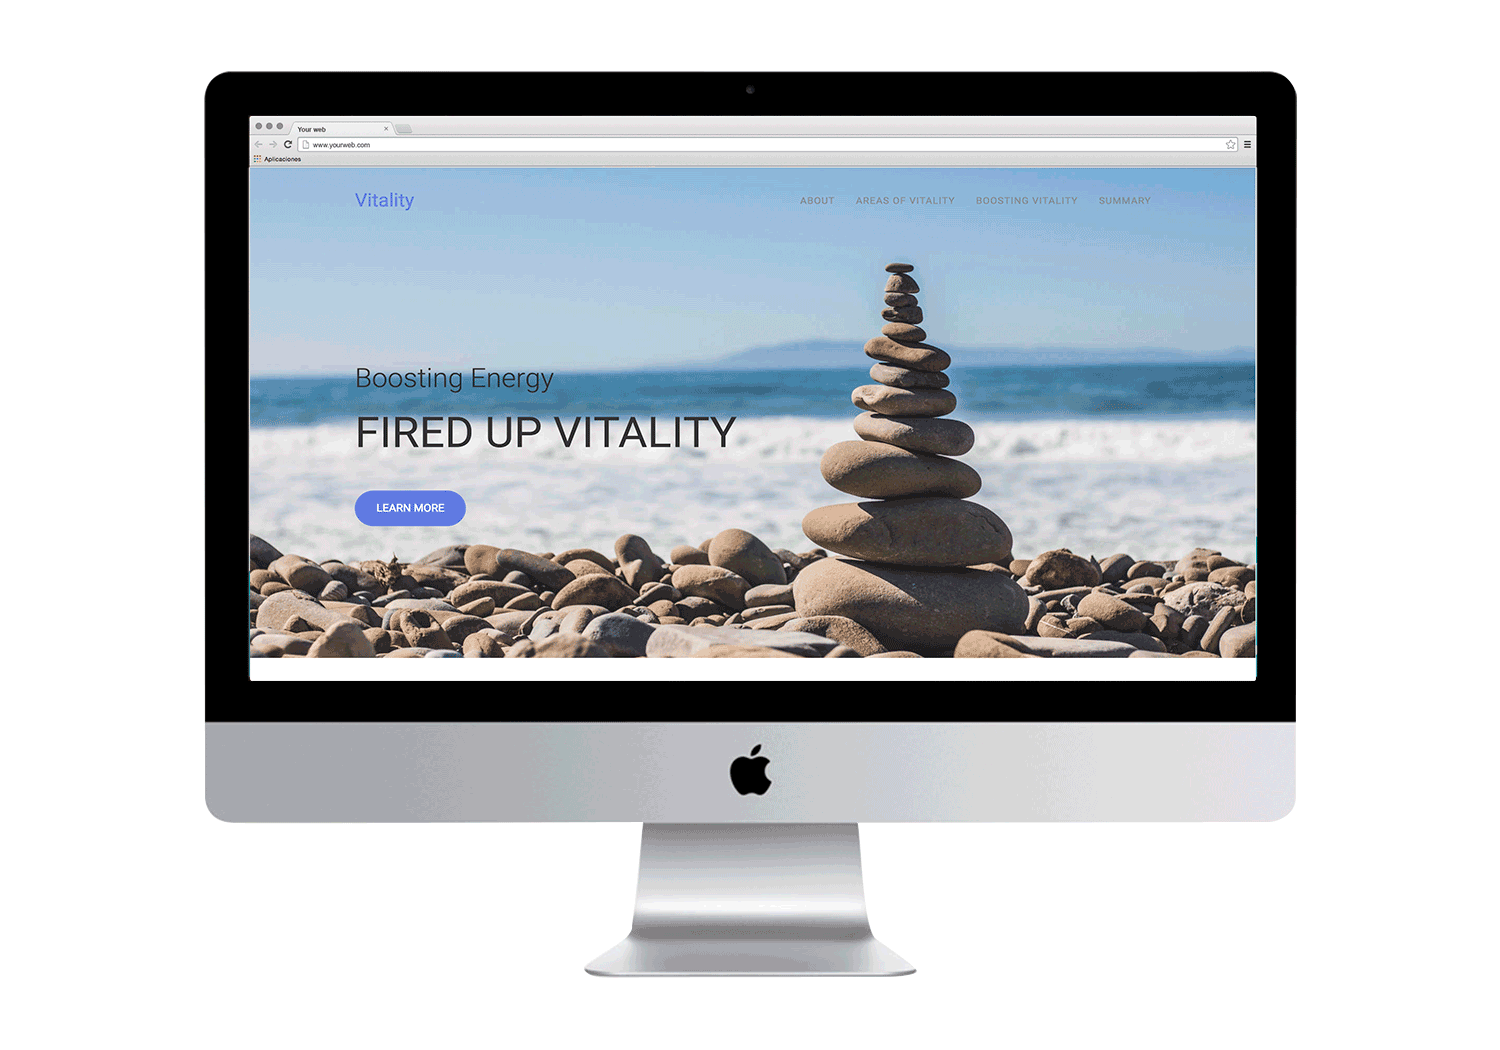 Your web
www.yourweb.com
Aplicaciones
Vitality
ABOUT AREAS OF VITALITY BOOSTING VITALITY SUMMARY
Boosting Energy
FIRED UP VITALITY
LEARN MORE